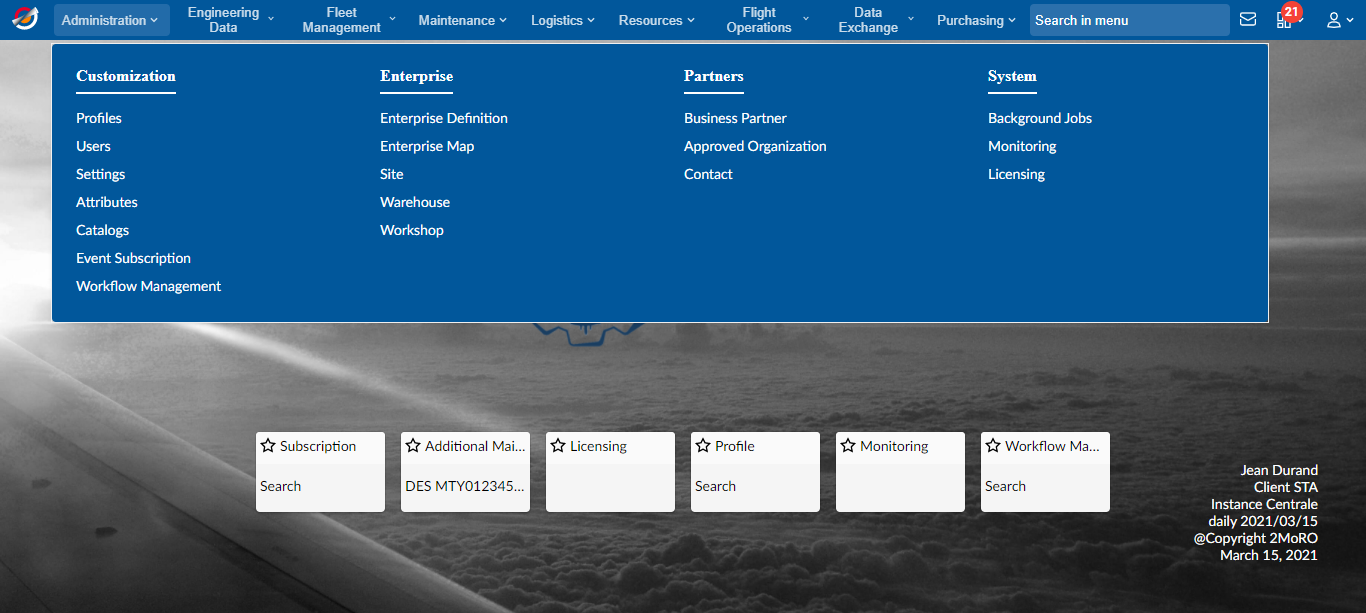 Administration
Engineering
Data
Fleet
Management
Maintenance
Logistics
Resources
Flight
Operations
Data
Exchange
Purchasing
Search in menu
21
Customization
Profiles
Users
Settings
Attributes
Catalogs
Event Subscription
Workflow Management
Enterprise
Enterprise Definition
Enterprise Map
Site
Warehouse
Workshop
Partners
Business Partner
Approved Organization
Contact
System
Background Jobs
Monitoring
Licensing
Subscription
Search
Additional Mai...
DES MTY012345...
Licensing
Profile
Search
Monitoring
Workflow Ma...
Search
Jean Durand
Client STA
Instance Centrale
daily 2021/03/15
@Copyright 2MoRO
March 15, 2021